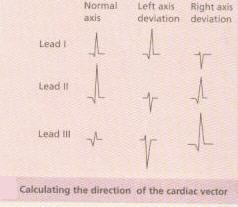 Normal axis Left axis deviation Right axis deviation
Lead I
Lead II
Lead III
Calculating the direction of the cardiac vector